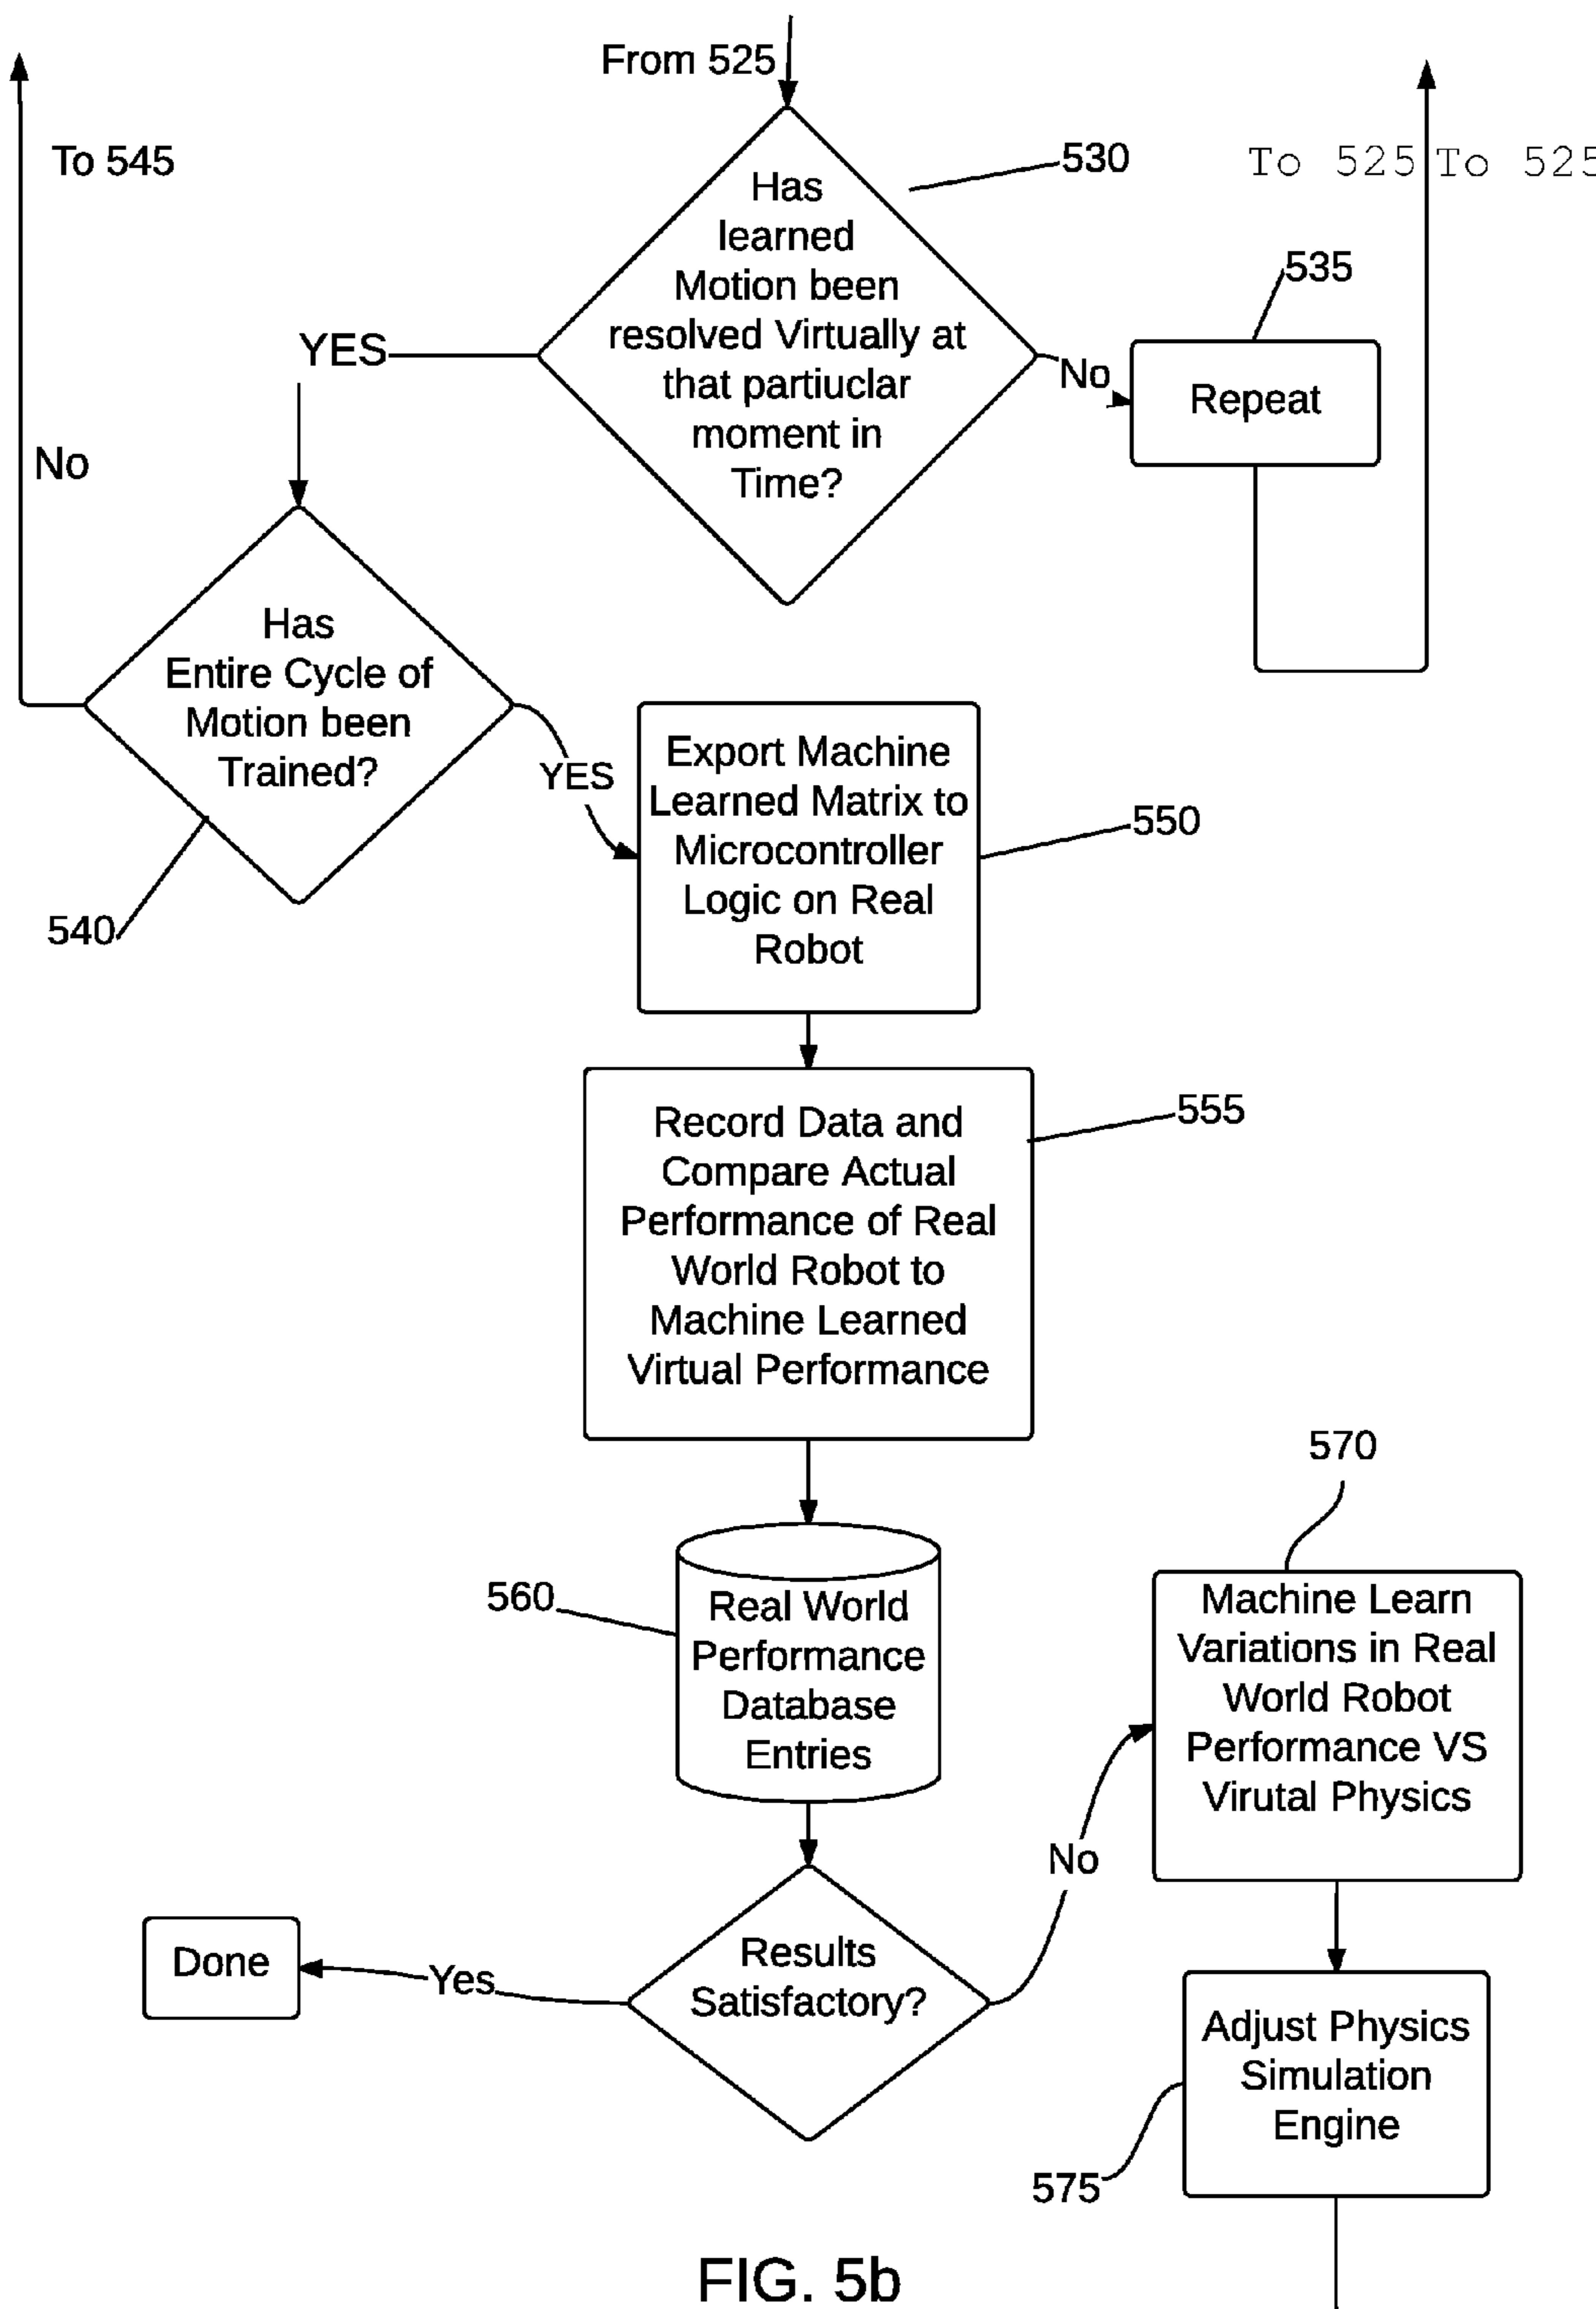 From 525
To 545
530
To 525 To 525
Has
learned
Motion been
resolved Virtually at
that partiuclar
moment in
Time?
535
YES
No
Repeat
No
Has
Entire Cycle of
Motion been
Trained?
540
YES
Export Machine
Learned Matrix to
Microcontroller
Logic on Real
Robot
550
Record Data and
Compare Actual
Performance of Real
World Robot to
Machine Learned
Virtual Performance
555
570
560
Real World
Performance
Database
Entries
Machine Learn
Variations in Real
World Robot
Performance VS
Virutal Physics
No
Done
Yes
Results
Satisfactory?
Adjust Physics
Simulation
Engine
575
FIG. 5b